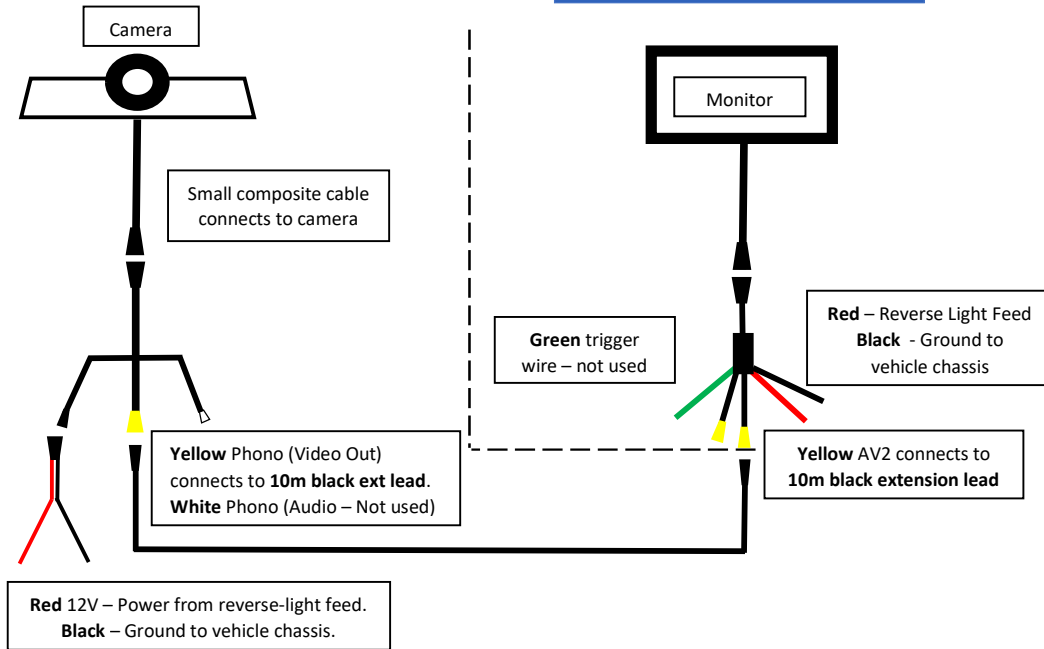 Camera
Monitor
Small composite cable
connects to camera
Green trigger
wire – not used
Red – Reverse Light Feed
Black - Ground to
vehicle chassis
Yellow Phono (Video Out)
connects to 10m black ext lead.
White Phono (Audio – Not used)
Yellow AV2 connects to
10m black extension lead
Red 12V – Power from reverse-light feed.
Black – Ground to vehicle chassis.